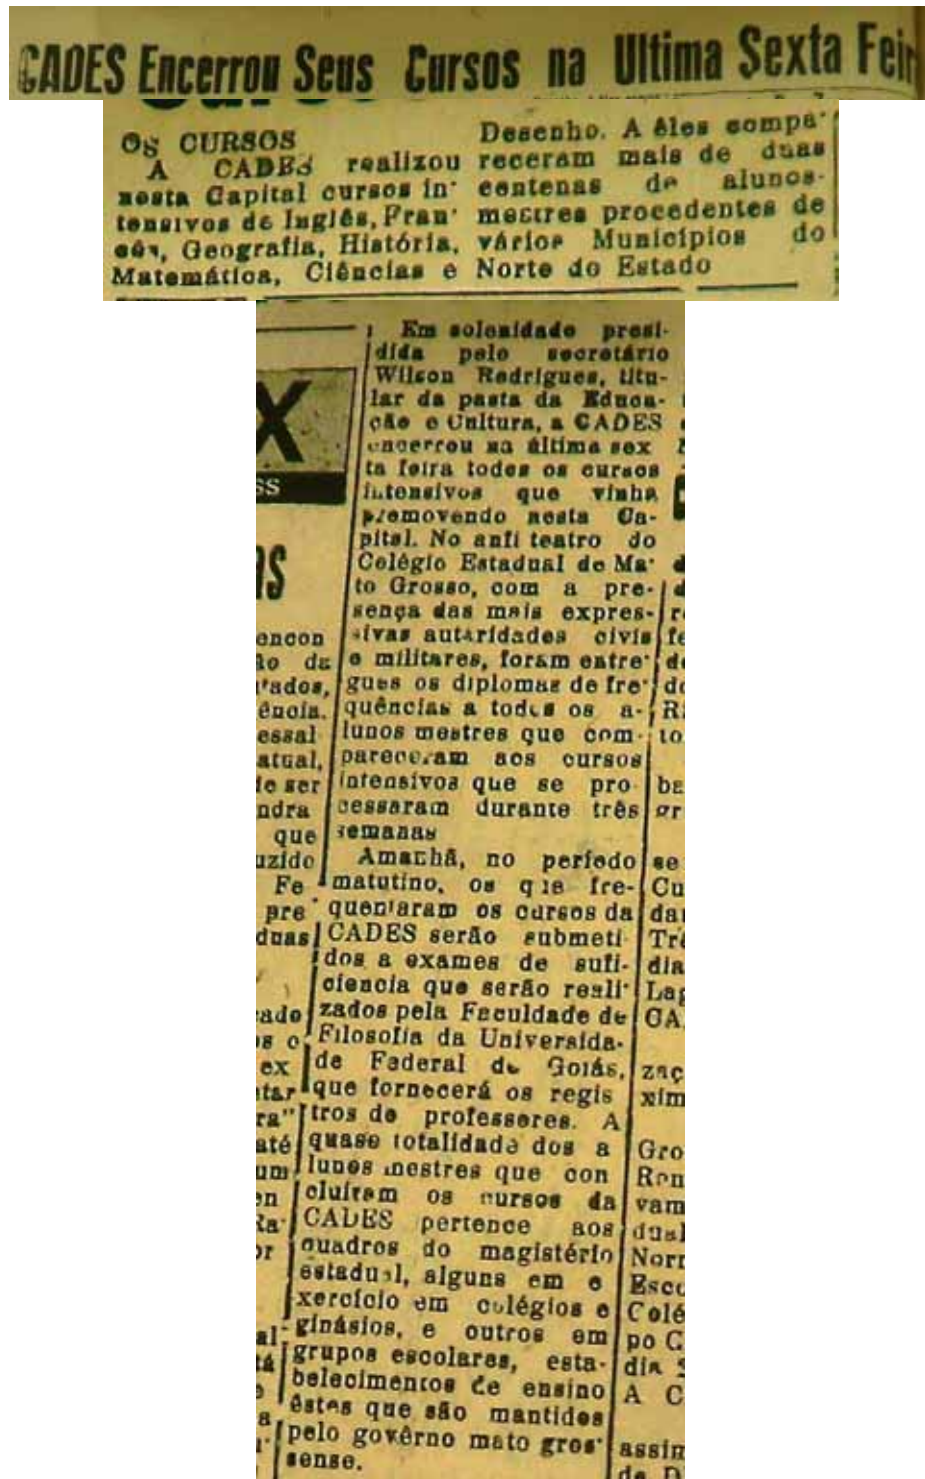 CADES Encerrou Seus Cursos na Ultima Sexta Feir
OS CURSOS
A CADES realizou
nesta Capital cursos in-
tensivos de Inglês, Fran-
cês, Geografia, História,
Matemática, Ciências e
Desenho. A êles compa-
receram mais de duas
centenas de alunos-
mestres procedentes de
vários Municípios do
Norte do Estado
Em solenidade presi-
dida pelo secretário
Wilson Rodrigues, titu-
lar da pasta da Educa-
ção e Cultura, a CADES
encerrou na última sex
ta feira todos os cursos
intensivos que vinha
promovendo nesta Ca-
pital. No anfi teatro do
Colégio Estadual de Ma-
to Grosso, com a pre-
sença das mais expres-
sivas autoridades civis
e militares, foram entre-
gues os diplomas de fre-
quências a todos os a-
lunos mestres que com-
pareceram aos cursos
intensivos que se pro-
cessaram durante três
semanas
Amanhã, no período
matutino, os que fre-
quentaram os cursos da
CADES serão submeti-
dos a exames de sufi-
ciencia que serão reali-
zados pela Faculdade de
Filosofia da Universida-
de Federal de Goiás,
que fornecerá os regis
tros de professores. A
quase totalidade dos a
lunos mestres que con
cluiram os cursos da
CADES pertence aos
quadros do magistério
estadual, alguns em e
xercício em colégios e
ginásios, e outros em
grupos escolares, esta-
belecimentos de ensino
êstes que são mantidos
pelo govêrno mato gros-
sense.